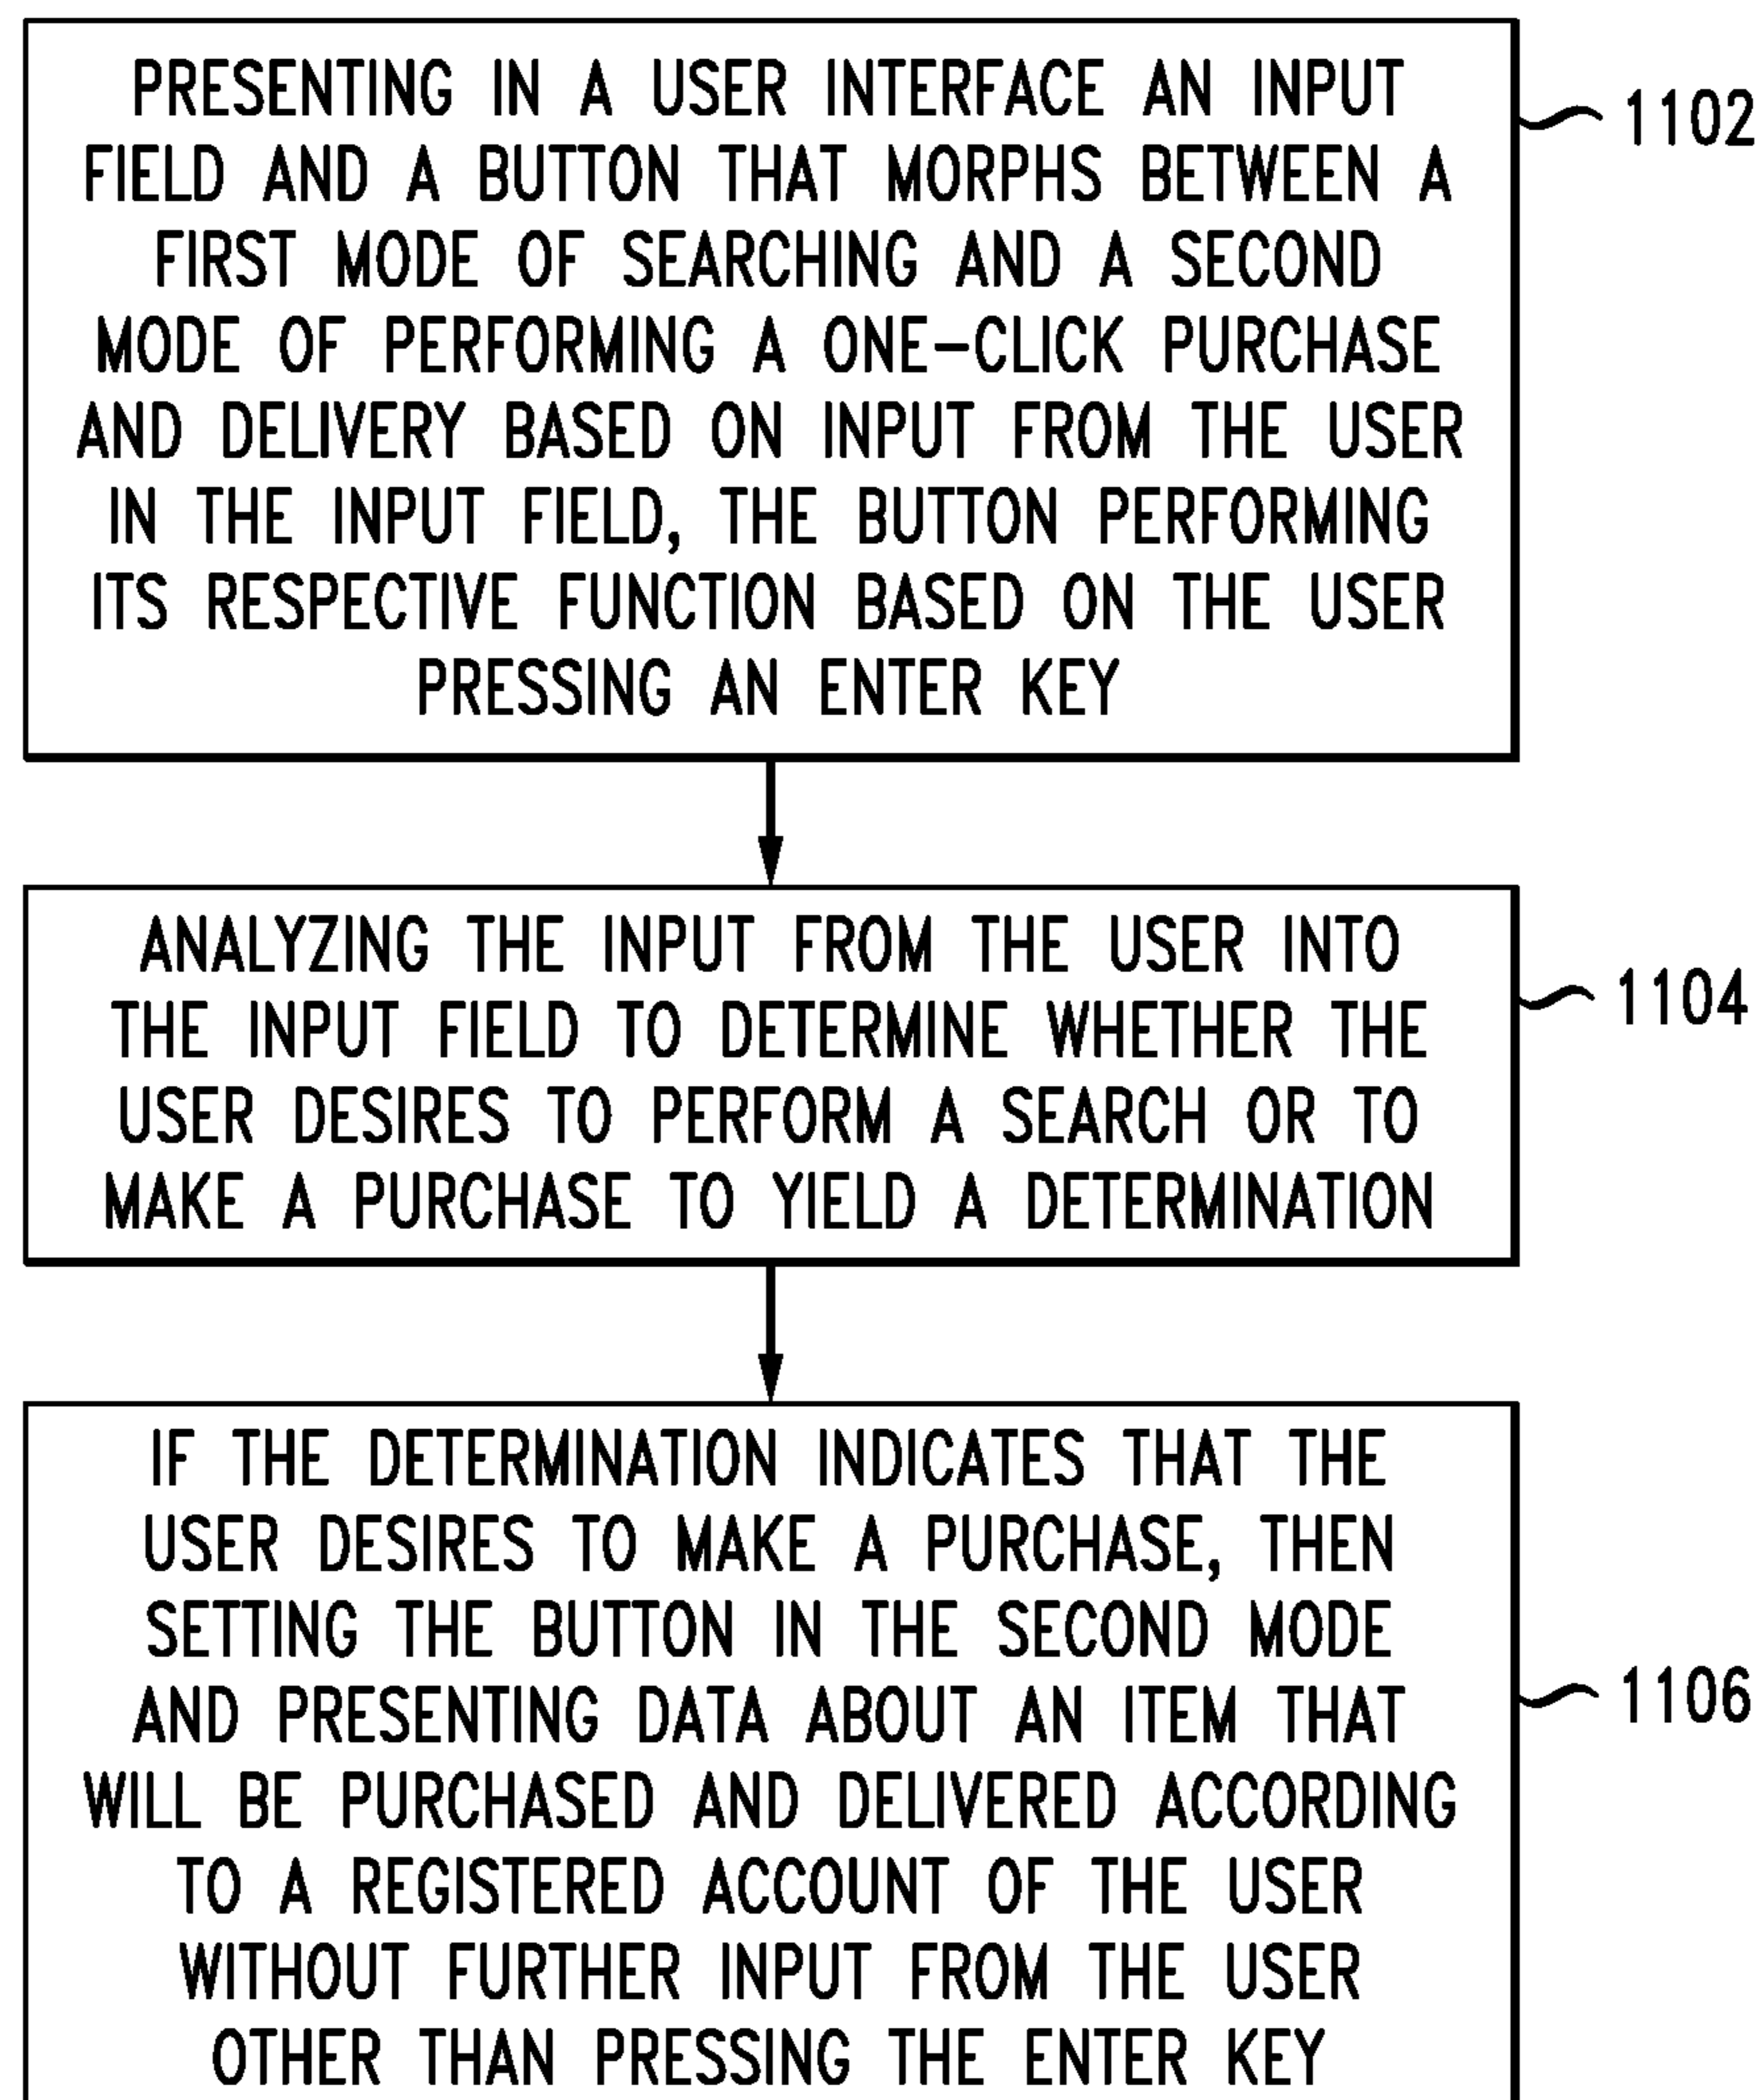 PRESENTING IN A USER INTERFACE AN INPUT
FIELD AND A BUTTON THAT MORPHS BETWEEN A
FIRST MODE OF SEARCHING AND A SECOND
MODE OF PERFORMING A ONE-CLICK PURCHASE
AND DELIVERY BASED ON INPUT FROM THE USER
IN THE INPUT FIELD, THE BUTTON PERFORMING
ITS RESPECTIVE FUNCTION BASED ON THE USER
PRESSING AN ENTER KEY
1102
ANALYZING THE INPUT FROM THE USER INTO
THE INPUT FIELD TO DETERMINE WHETHER THE
USER DESIRES TO PERFORM A SEARCH OR TO
MAKE A PURCHASE TO YIELD A DETERMINATION
1104
IF THE DETERMINATION INDICATES THAT THE
USER DESIRES TO MAKE A PURCHASE, THEN
SETTING THE BUTTON IN THE SECOND MODE
AND PRESENTING DATA ABOUT AN ITEM THAT
WILL BE PURCHASED AND DELIVERED ACCORDING
TO A REGISTERED ACCOUNT OF THE USER
WITHOUT FURTHER INPUT FROM THE USER
OTHER THAN PRESSING THE ENTER KEY
1106